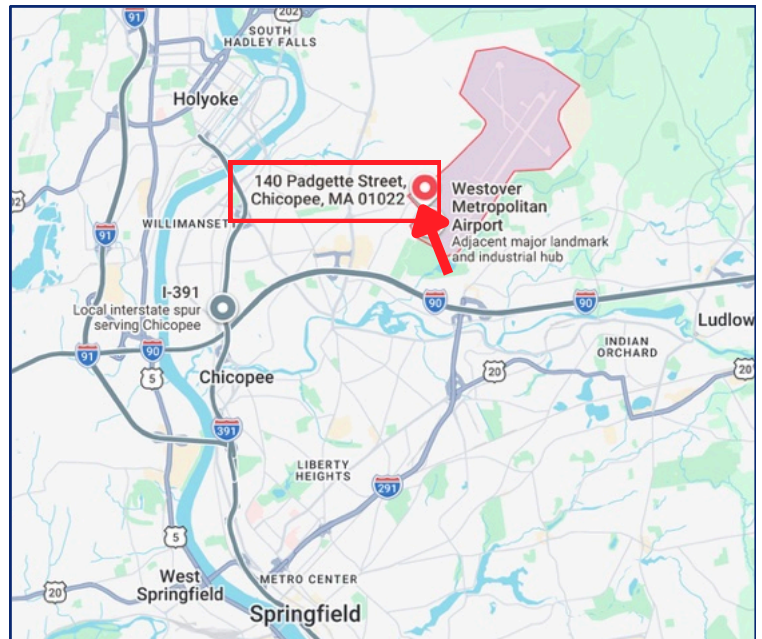 91
202
SOUTH
HADLEY FALLS
Holyoke
140 Padgette Street,
Chicopee, MA 01022
Westover
Metropolitan
Airport
Adjacent major landmark
and industrial hub
WILLIMANSETT
91
I-391
Local interstate spur
serving Chicopee
90
90
Ludlow
91
90
INDIAN
ORCHARD
5
Chicopee
20
20
391
LIBERTY
HEIGHTS
291
5
West
Springfield
METRO CENTER
20
Springfield